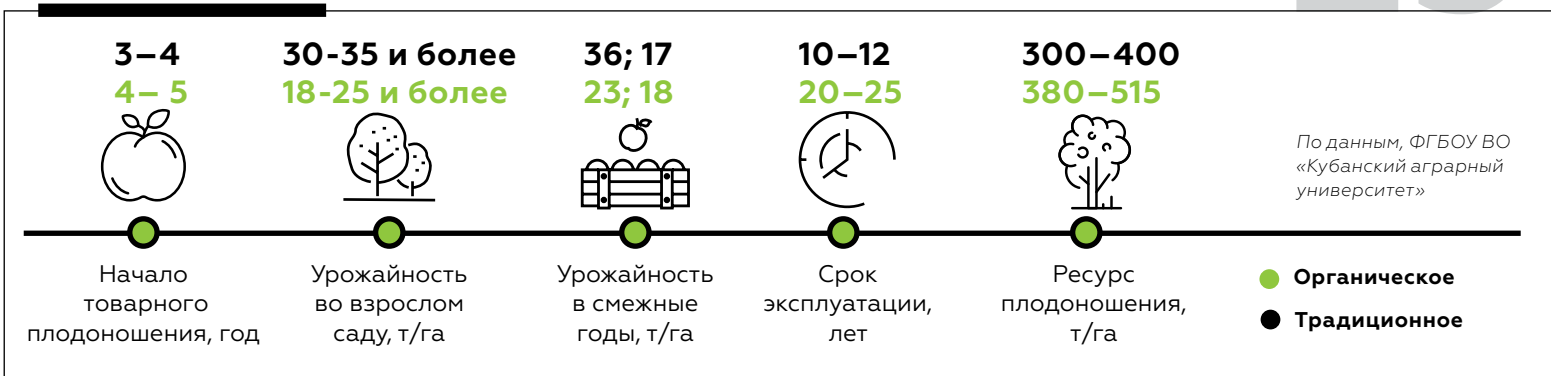 3–4
4– 5
30-35 и более
18-25 и более
36; 17
23; 18
10–12
20–25
300–400
380–515
По данным, ФГБОУ ВО
«Кубанский аграрный
университет»
Начало
товарного
плодоношения, год
Урожайность
во взрослом
саду, т/га
Урожайность
в смежные
годы, т/га
Срок
эксплуатации,
лет
Ресурс
плодоношения,
т/га
Органическое
Традиционное